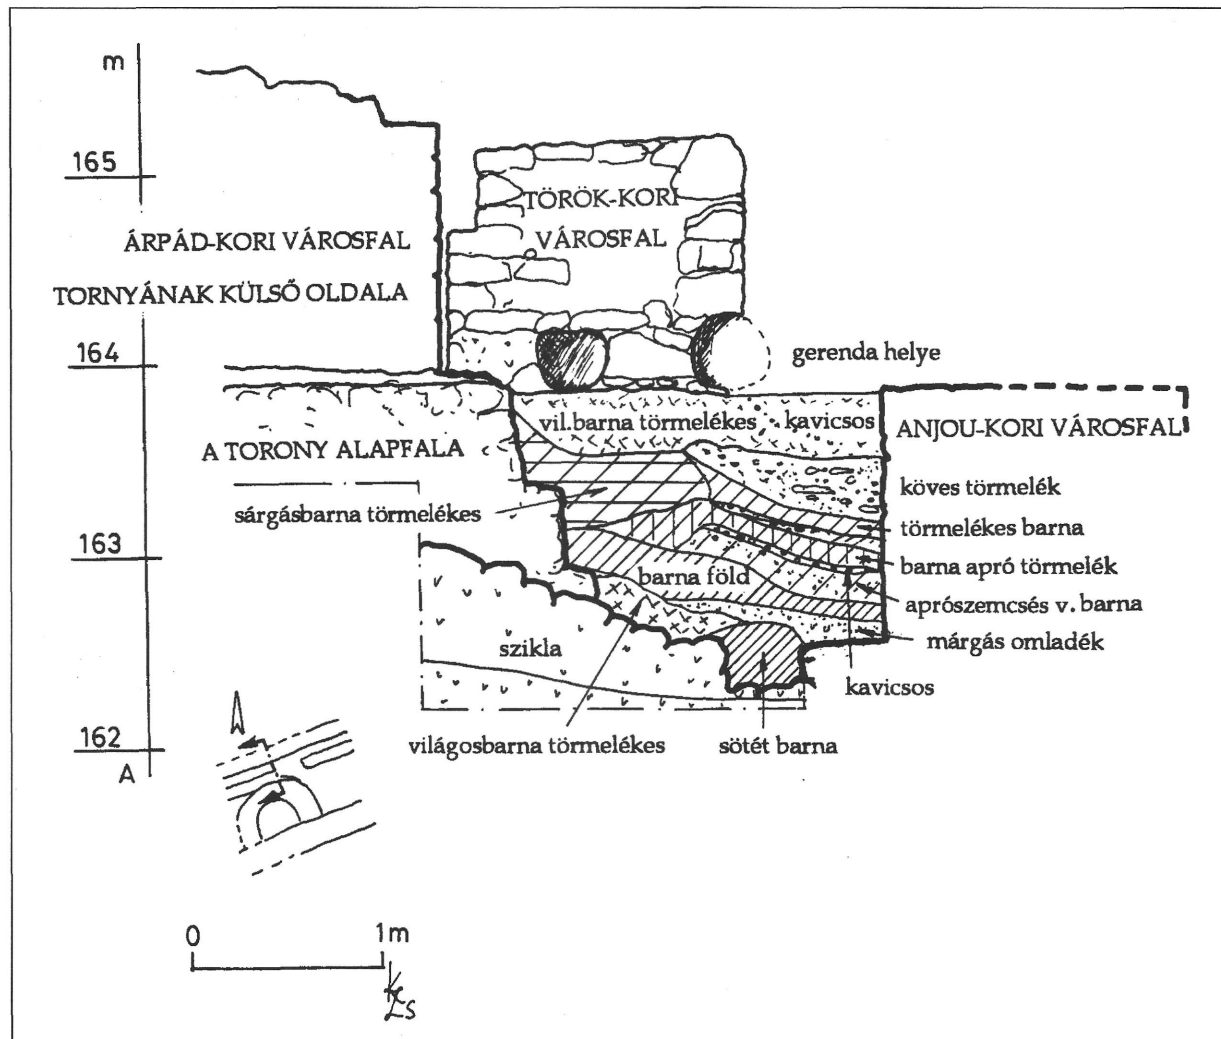 m
165
TÖRÖK-KORI
VÁROSFAL
ÁRPÁD-KORI VÁROSFAL
TORNYÁNAK KÜLSŐ OLDALA
164
gerenda helye
vil.barna törmelékes kavicsos
ANJOU-KORI VÁROSFAL
A TORONY ALAPFALA
köves törmelék
sárgásbarna törmelékes
törmelékes barna
163
barna apró törmelék
barna föld
aprószemcsés v. barna
márgás omladék
szikla
kavicsos
162
világosbarna törmelékes
sötét barna
A
0 1m